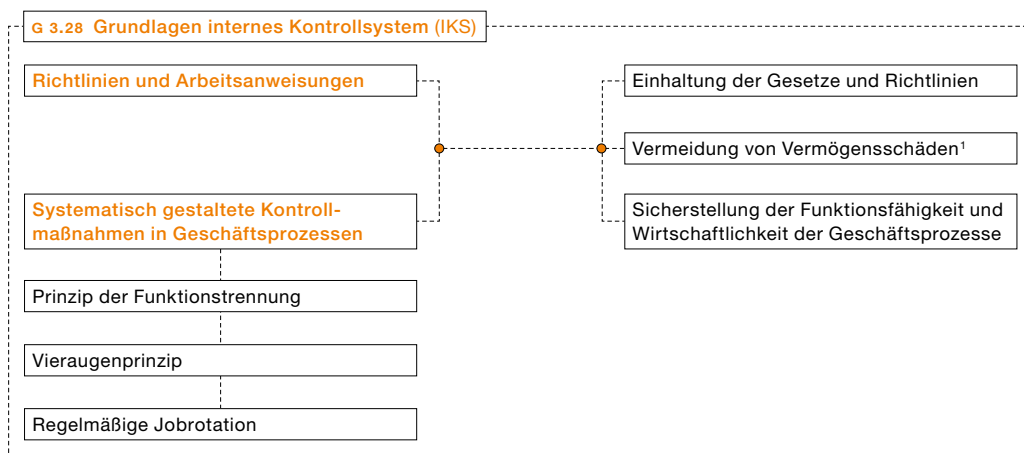 G 3.28 Grundlagen internes Kontrollsystem (IKS)
Richtlinien und Arbeitsanweisungen
Systematisch gestaltete Kontroll-
maßnahmen in Geschäftsprozessen
Prinzip der Funktionstrennung
Vieraugenprinzip
Regelmäßige Jobrotation
Einhaltung der Gesetze und Richtlinien
Vermeidung von Vermögensschäden¹
Sicherstellung der Funktionsfähigkeit und
Wirtschaftlichkeit der Geschäftsprozesse